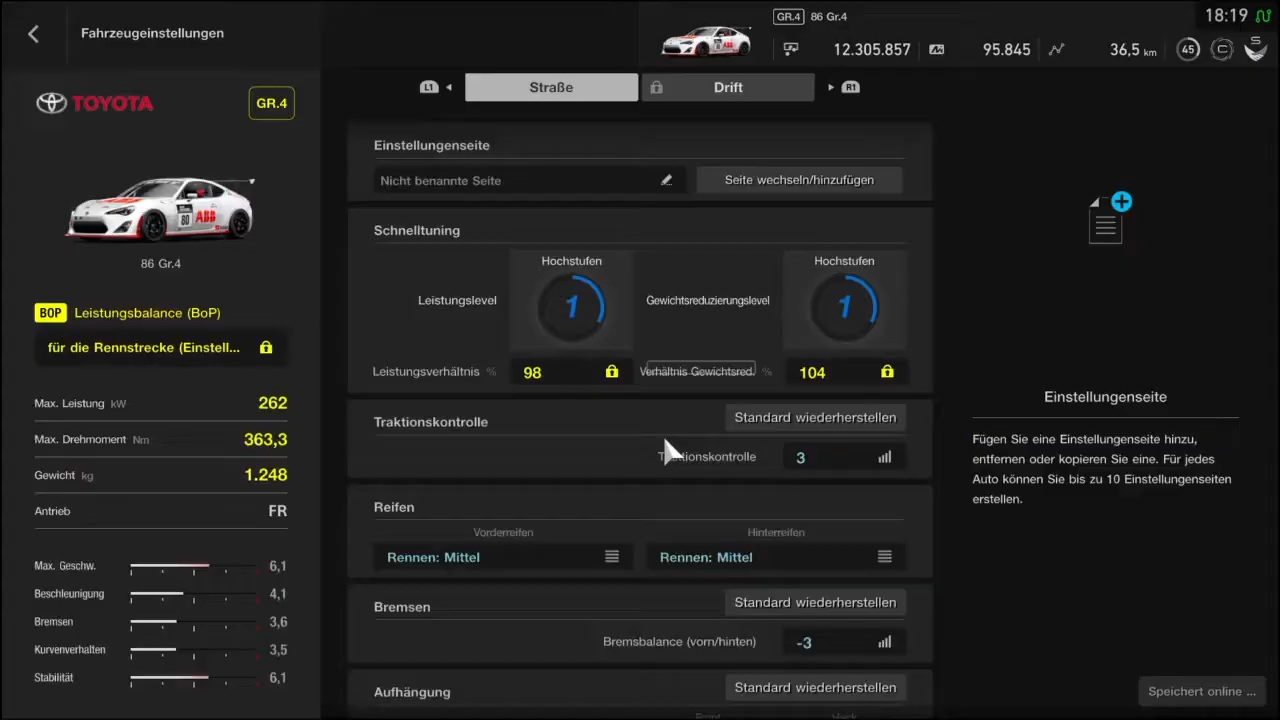 18:19
Fahrzeugeinstellungen
GR.4 86 Gr.4
12.305.857 95.845 36,5 km 45 C S
TOYOTA GR.4
L1 Straße Drift R1
80 ABB
86 Gr.4
BOP Leistungsbalance (BoP)
für die Rennstrecke (Einstell...
Max. Leistung kW 262
Max. Drehmoment Nm 363,3
Gewicht kg 1.248
Antrieb FR
Max. Geschw. 6,1
Beschleunigung 4,1
Bremsen 3,6
Kurvenverhalten 3,5
Stabilität 6,1
Einstellungenseite
Nicht benannte Seite Seite wechseln/hinzufügen
Schnelltuning
Hochstufen Hochstufen
Leistungslevel 1 Gewichtsreduzierungslevel 1
Leistungsverhältnis % 98 Verhältnis Gewichtsred. % 104
Traktionskontrolle Standard wiederherstellen
Traktionskontrolle 3
Reifen
Vorderreifen Hinterreifen
Rennen: Mittel Rennen: Mittel
Bremsen Standard wiederherstellen
Bremsbalance (vorn/hinten) -3
Aufhängung Standard wiederherstellen
Einstellungenseite
Fügen Sie eine Einstellungenseite hinzu,
entfernen oder kopieren Sie eine. Für jedes
Auto können Sie bis zu 10 Einstellungenseiten
erstellen.
Speichert online ...